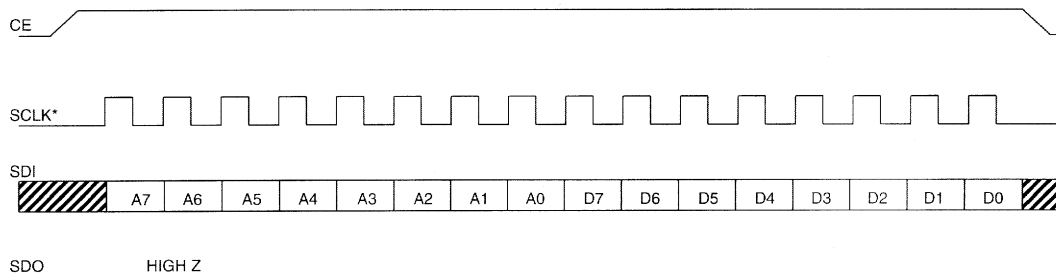 CE
SCLK*
SDI
A7 A6 A5 A4 A3 A2 A1 A0 D7 D6 D5 D4 D3 D2 D1 D0
SDO HIGH Z